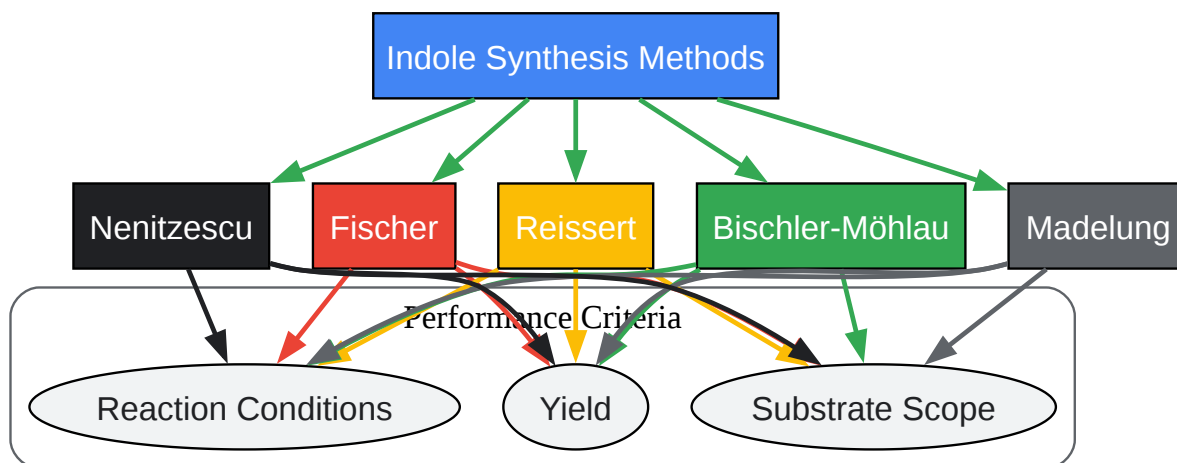 Indole Synthesis Methods
Nenitzescu
Fischer
Reissert
Bischler-Möhlau
Madelung
Performance Criteria
Reaction Conditions
Yield
Substrate Scope